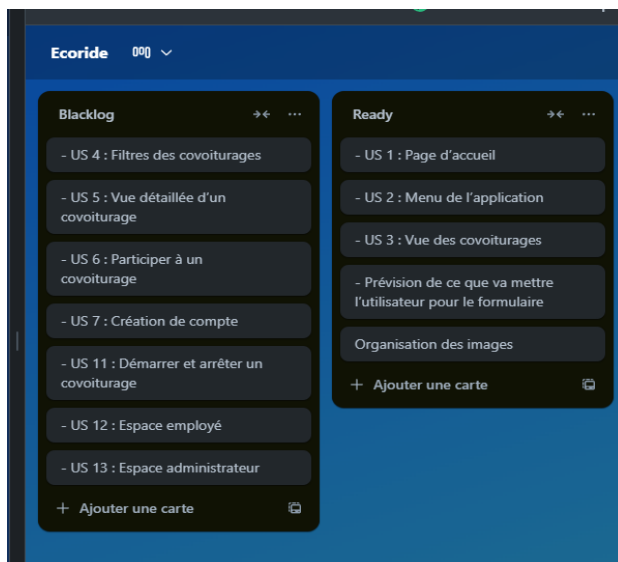 Ecoride
Blacklog
- US 4 : Filtres des covoiturages
- US 5 : Vue détaillée d'un
covoiturage
- US 6 : Participer à un
covoiturage
- US 7 : Création de compte
- US 11 : Démarrer et arrêter un
covoiturage
- US 12 : Espace employé
- US 13 : Espace administrateur
+ Ajouter une carte
Ready
- US 1 : Page d'accueil
- US 2 : Menu de l'application
- US 3 : Vue des covoiturages
- Prévision de ce que va mettre
l'utilisateur pour le formulaire
Organisation des images
+ Ajouter une carte